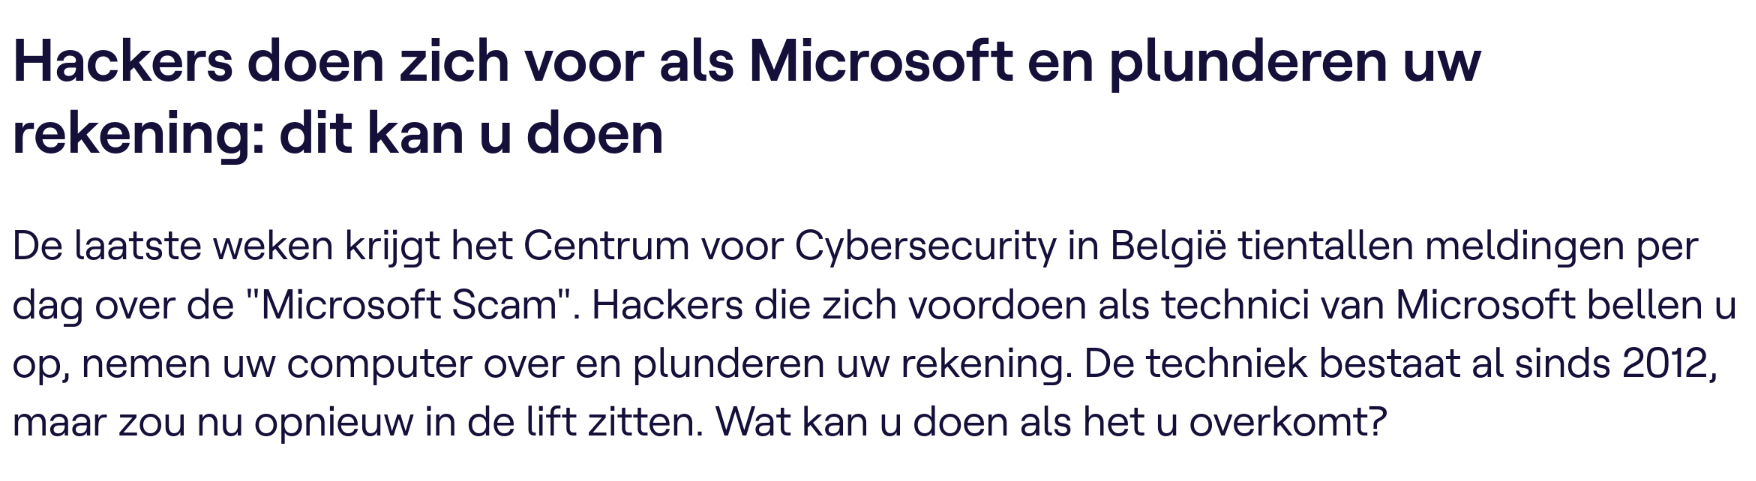 Hackers doen zich voor als Microsoft en plunderen uw
rekening: dit kan u doen
De laatste weken krijgt het Centrum voor Cybersecurity in België tientallen meldingen per
dag over de "Microsoft Scam". Hackers die zich voordoen als technici van Microsoft bellen u
op, nemen uw computer over en plunderen uw rekening. De techniek bestaat al sinds 2012,
maar zou nu opnieuw in de lift zitten. Wat kan u doen als het u overkomt?